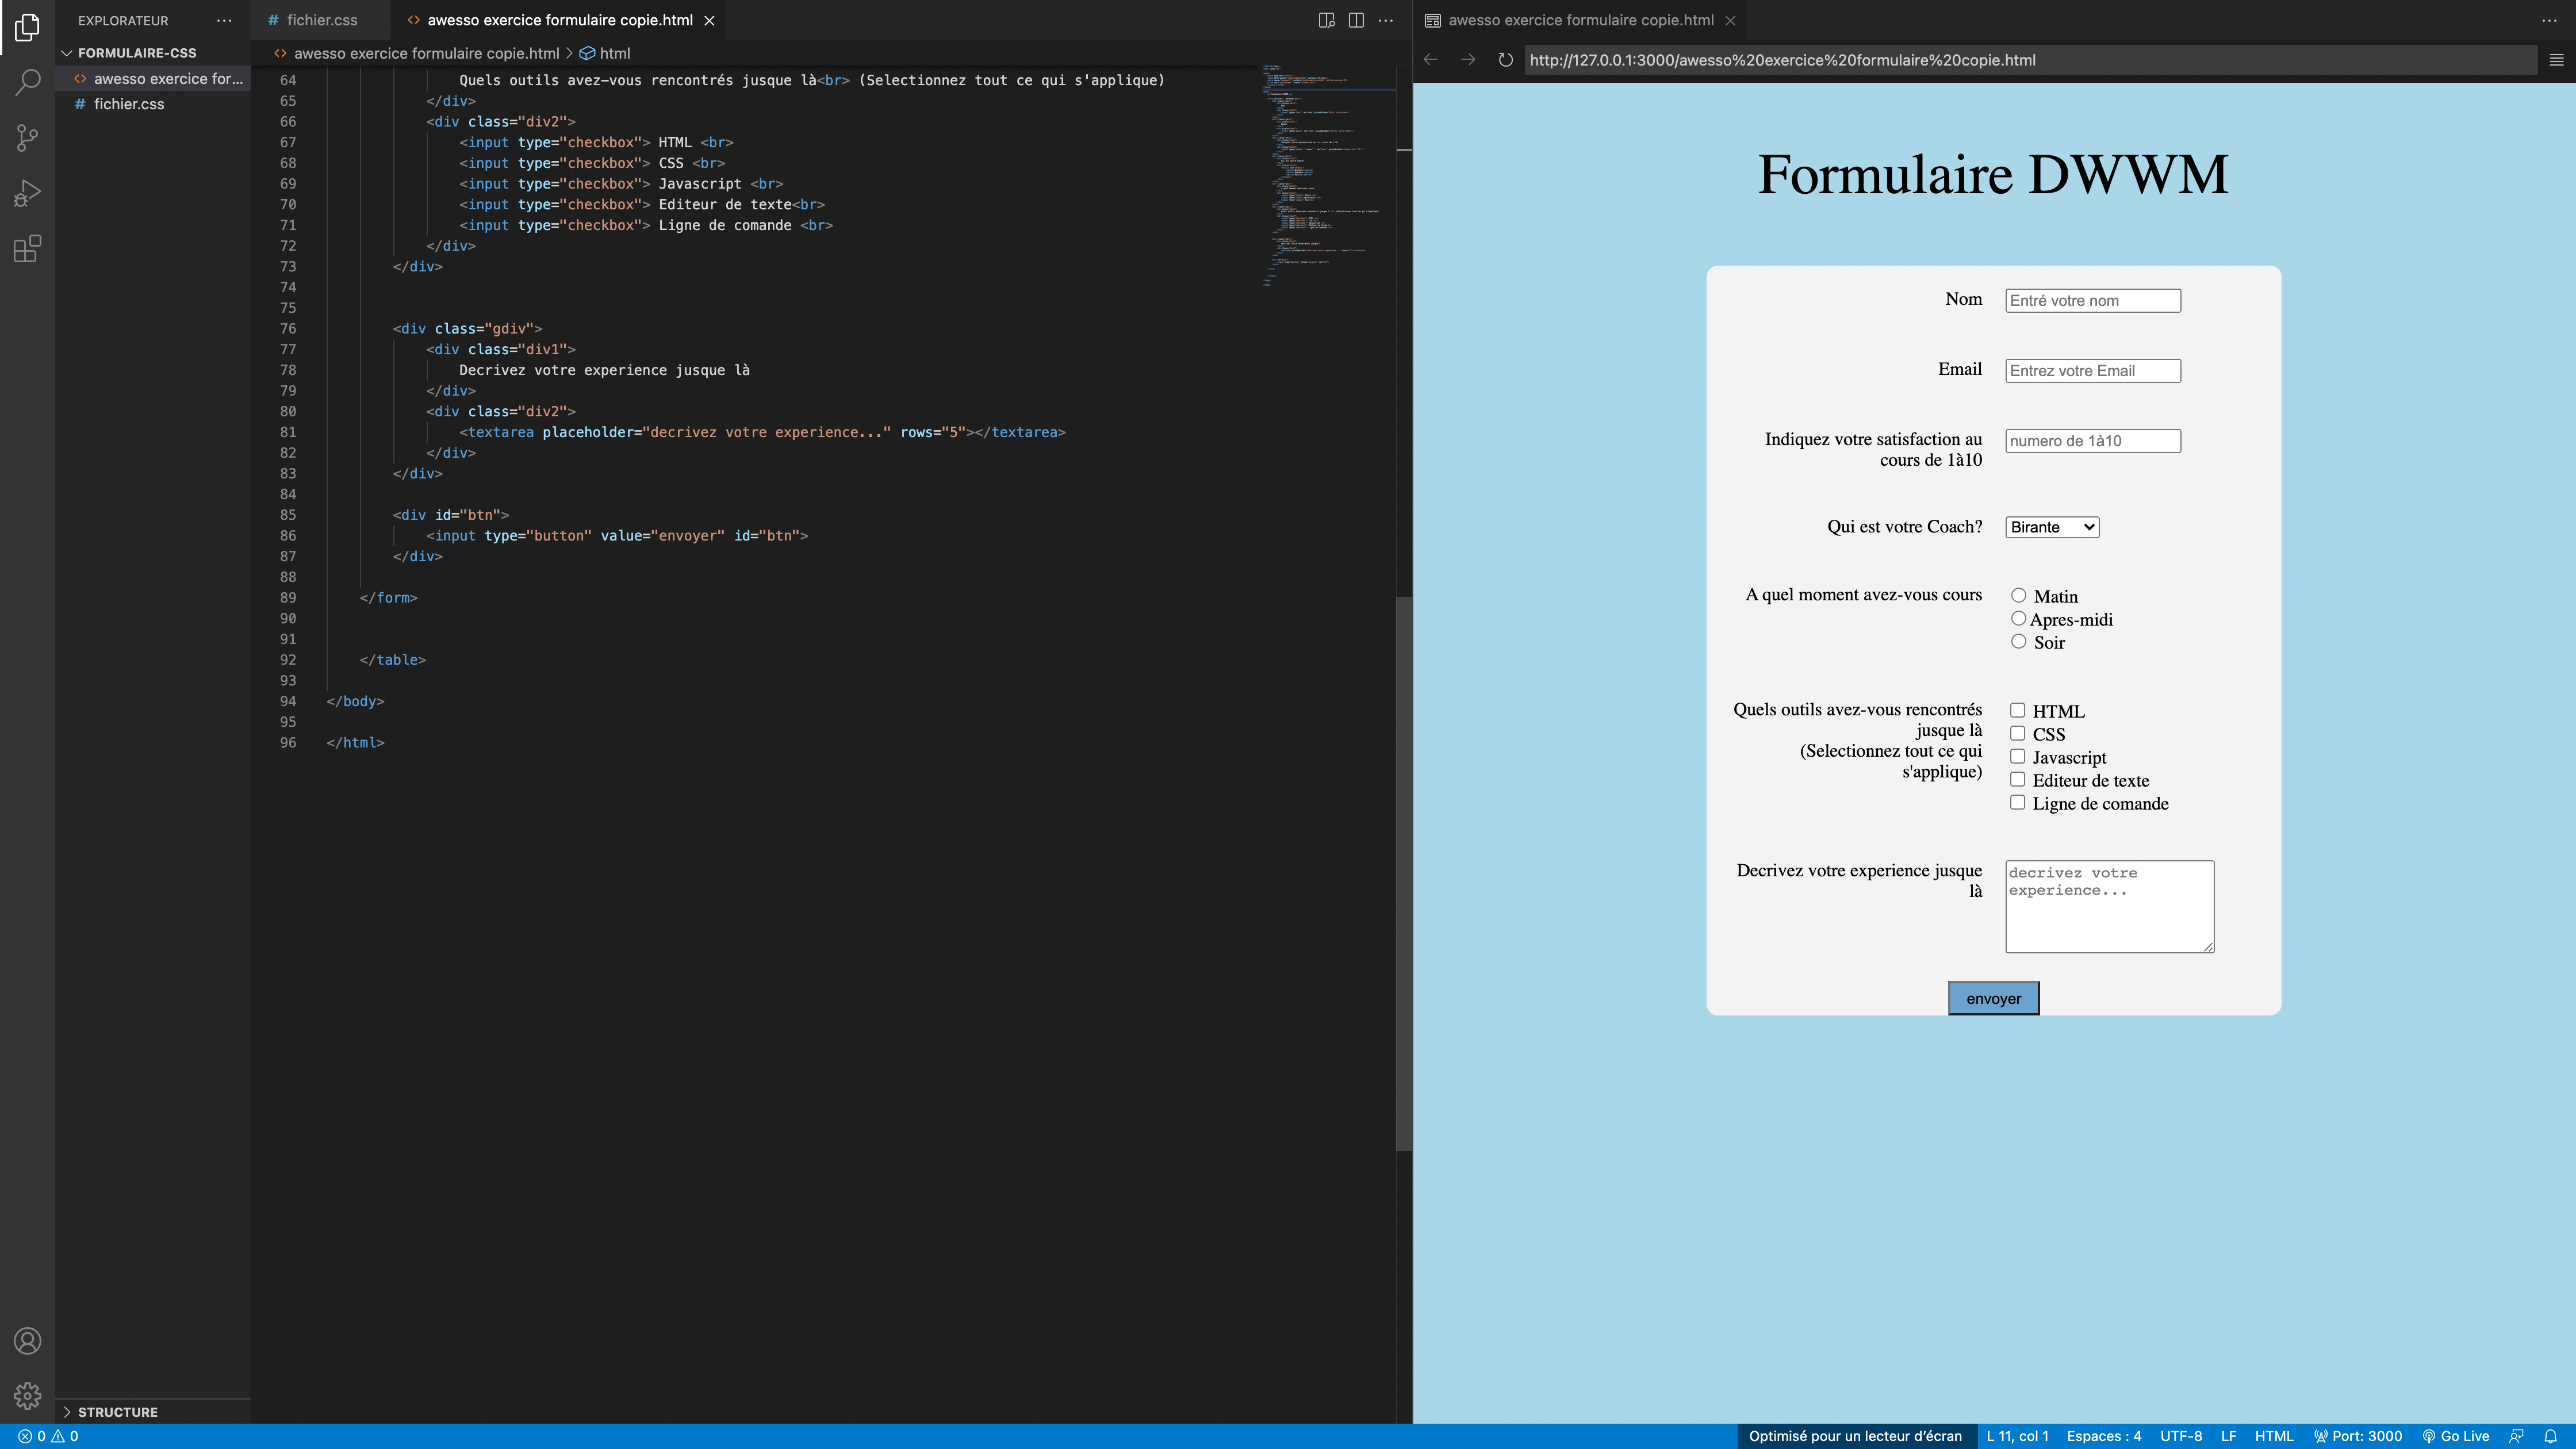 EXPLORATEUR
FORMULAIRE-CSS
awesso exercice for...
fichier.css
STRUCTURE
fichier.css
awesso exercice formulaire copie.html
awesso exercice formulaire copie.html > html
64 Quels outils avez-vous rencontrés jusque là<br> (Selectionnez tout ce qui s'applique)
65 </div>
66 <div class="div2">
67 <input type="checkbox"> HTML <br>
68 <input type="checkbox"> CSS <br>
69 <input type="checkbox"> Javascript <br>
70 <input type="checkbox"> Editeur de texte<br>
71 <input type="checkbox"> Ligne de comande <br>
72 </div>
73 </div>
74
75
76 <div class="gdiv">
77 <div class="div1">
78 Decrivez votre experience jusque là
79 </div>
80 <div class="div2">
81 <textarea placeholder="decrivez votre experience..." rows="5"></textarea>
82 </div>
83 </div>
84
85 <div id="btn">
86 <input type="button" value="envoyer" id="btn">
87 </div>
88
89 </form>
90
91
92 </table>
93
94 </body>
95
96 </html>
awesso exercice formulaire copie.html
http://127.0.0.1:3000/awesso%20exercice%20formulaire%20copie.html
Formulaire DWWM
Nom
Entré votre nom
Email
Entrez votre Email
Indiquez votre satisfaction au
cours de 1à10
numero de 1à10
Qui est votre Coach?
Birante
A quel moment avez-vous cours
Matin
Apres-midi
Soir
Quels outils avez-vous rencontrés
jusque là
(Selectionnez tout ce qui
s'applique)
HTML
CSS
Javascript
Editeur de texte
Ligne de comande
Decrivez votre experience jusque
là
decrivez votre
experience...
envoyer
0 0
Optimisé pour un lecteur d’écran
L 11, col 1
Espaces : 4
UTF-8
LF
HTML
Port: 3000
Go Live